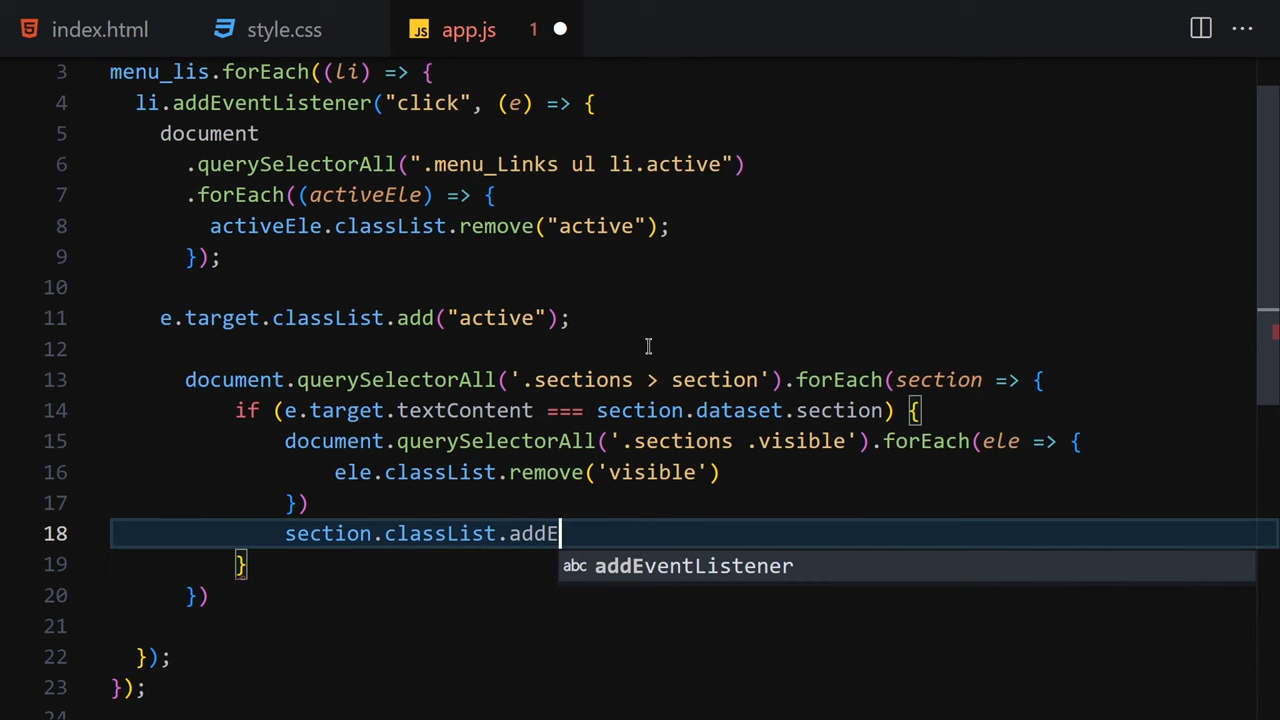 index.html style.css JS app.js 1
3 menu_lis.forEach((li) => {
4 li.addEventListener("click", (e) => {
5 document
6 .querySelectorAll(".menu_Links ul li.active")
7 .forEach((activeEle) => {
8 activeEle.classList.remove("active");
9 });
10
11 e.target.classList.add("active");
12
13 document.querySelectorAll('.sections > section').forEach(section => {
14 if (e.target.textContent === section.dataset.section) {
15 document.querySelectorAll('.sections .visible').forEach(ele => {
16 ele.classList.remove('visible')
17 })
18 section.classList.addE
19 }
abc addEventListener
20 })
21
22 });
23 });
24